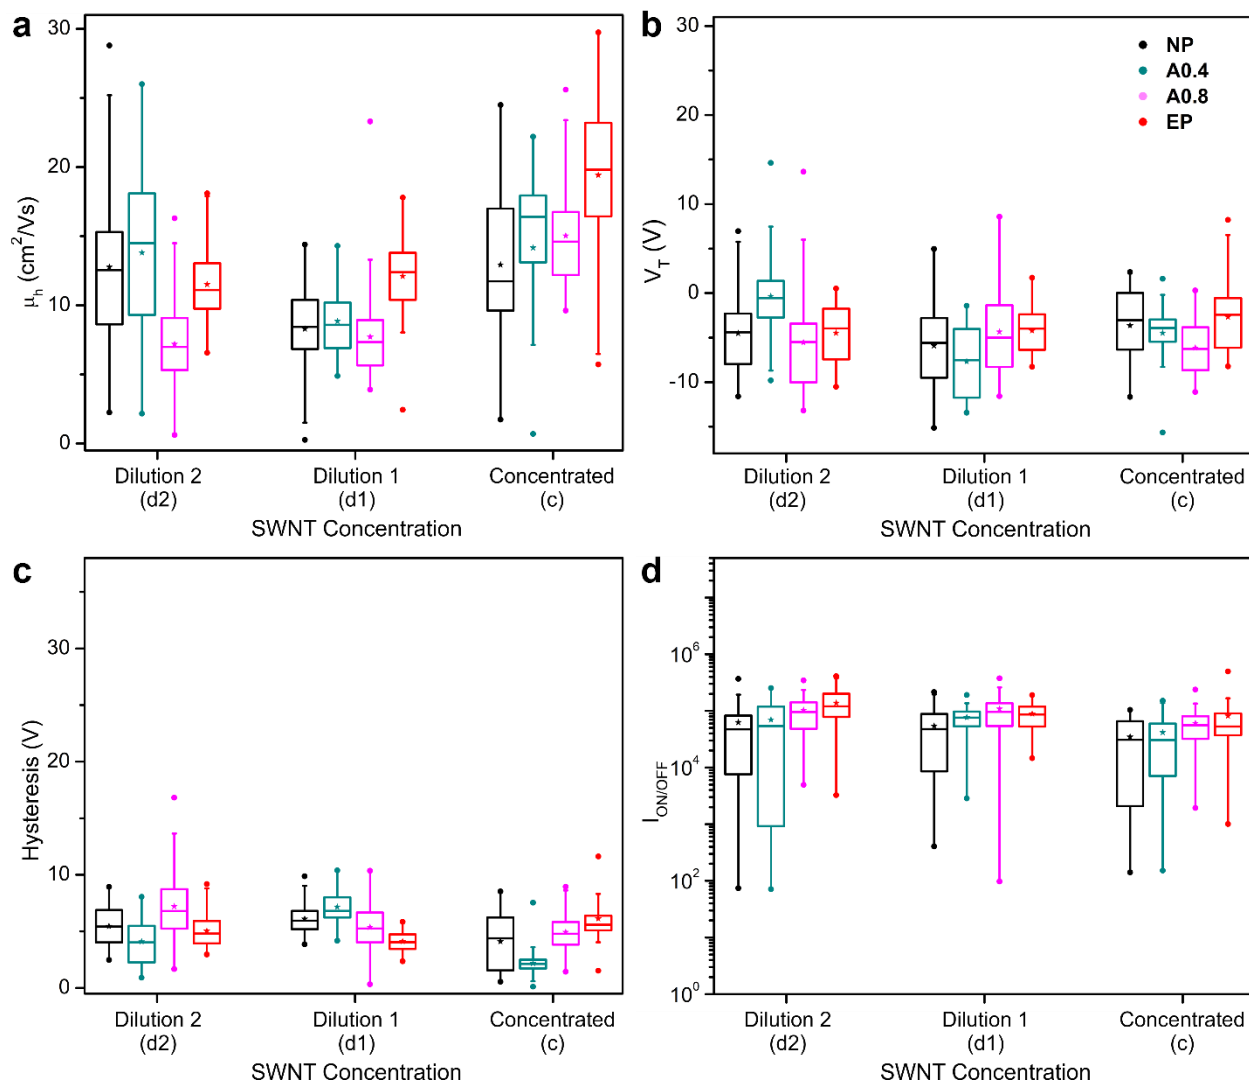 a
30
20
10
0
μh (cm2/Vs)
Dilution 2
(d2)
Dilution 1
(d1)
Concentrated
(c)
SWNT Concentration
b
30
20
10
0
-10
VT (V)
NP
A0.4
A0.8
EP
Dilution 2
(d2)
Dilution 1
(d1)
Concentrated
(c)
SWNT Concentration
c
30
20
10
0
Hysteresis (V)
Dilution 2
(d2)
Dilution 1
(d1)
Concentrated
(c)
SWNT Concentration
d
10^6
10^4
10^2
10^0
ION/OFF
Dilution 2
(d2)
Dilution 1
(d1)
Concentrated
(c)
SWNT Concentration